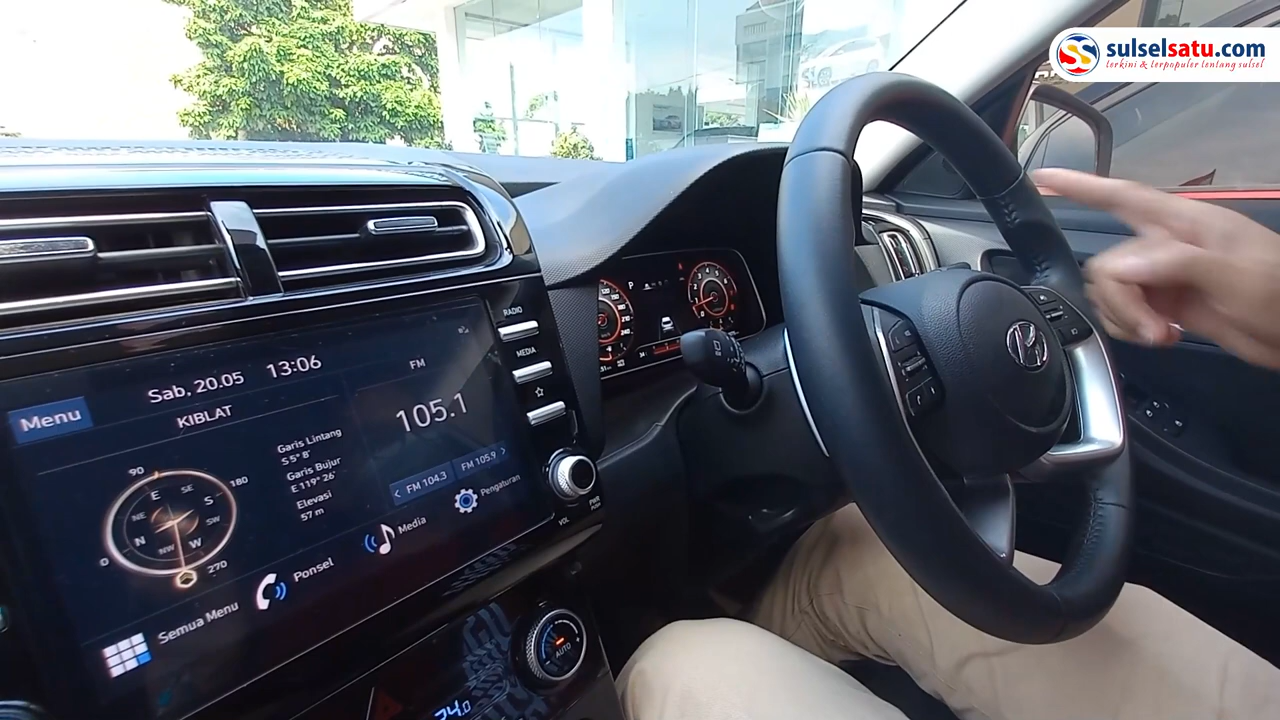 sulselsatu.com
terkini & terpopuler tentang sulsel
RADIO
MEDIA
Sab, 20.05 13:06
Menu
KIBLAT
FM
105.1
Garis Lintang
S 5° 8'
Garis Bujur
E 119° 26'
Elevasi
57 m
FM 104.3
FM 105.9
90
180
270
0
E
SE
S
SW
W
NW
N
NE
Pengaturan
Media
Ponsel
Semua Menu
VOL
PWR
PUSH
AUTO
24.0
P